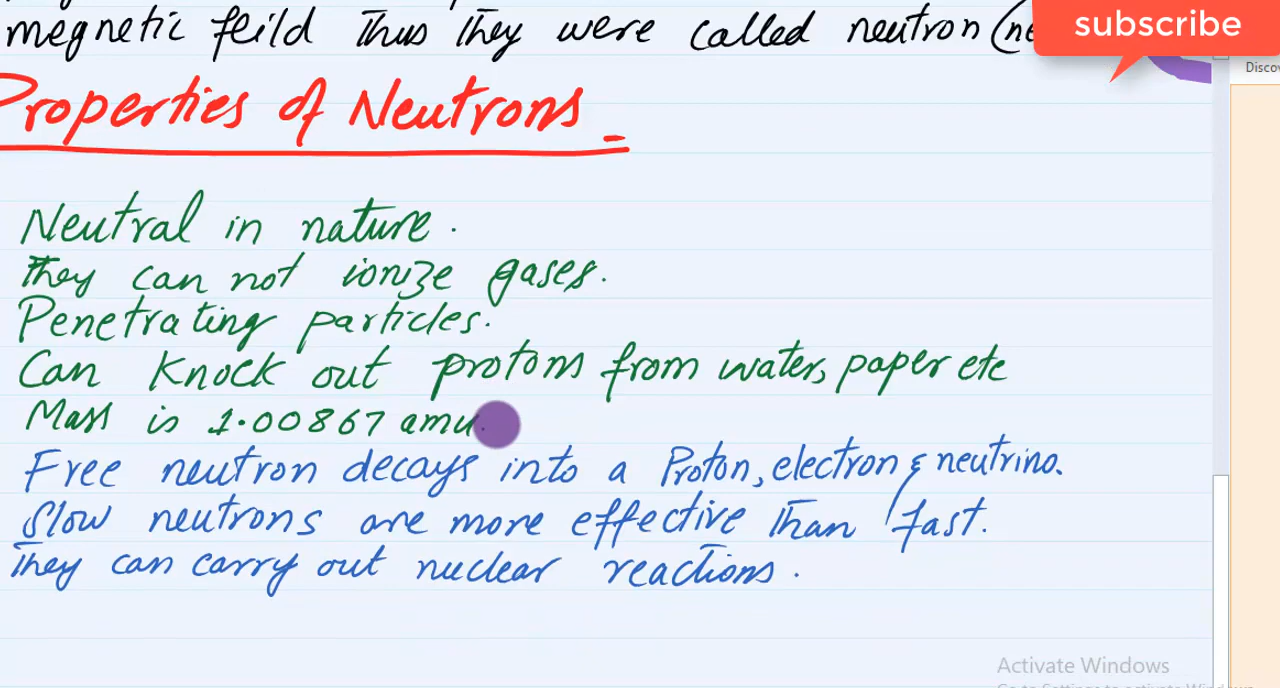 megnetic feild Thus They were called neutron (ne
subscribe
Disco
Properties of Neutrons
Neutral in nature.
They can not ionize gases.
Penetrating particles.
Can Knock out protons from water, paper etc
Mass is 1.00867 amu.
Free neutron decays into a Proton, electron & neutrino.
Slow neutrons are more effective Than fast.
They can carry out nuclear reactions.
Activate Windows